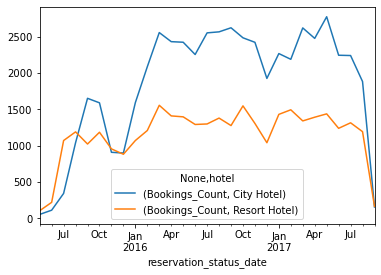 2500
2000
1500
1000
500
0
None,hotel
(Bookings_Count, City Hotel)
(Bookings_Count, Resort Hotel)
Jul Oct Jan Apr Jul Oct Jan Apr Jul
2016 2017
reservation_status_date